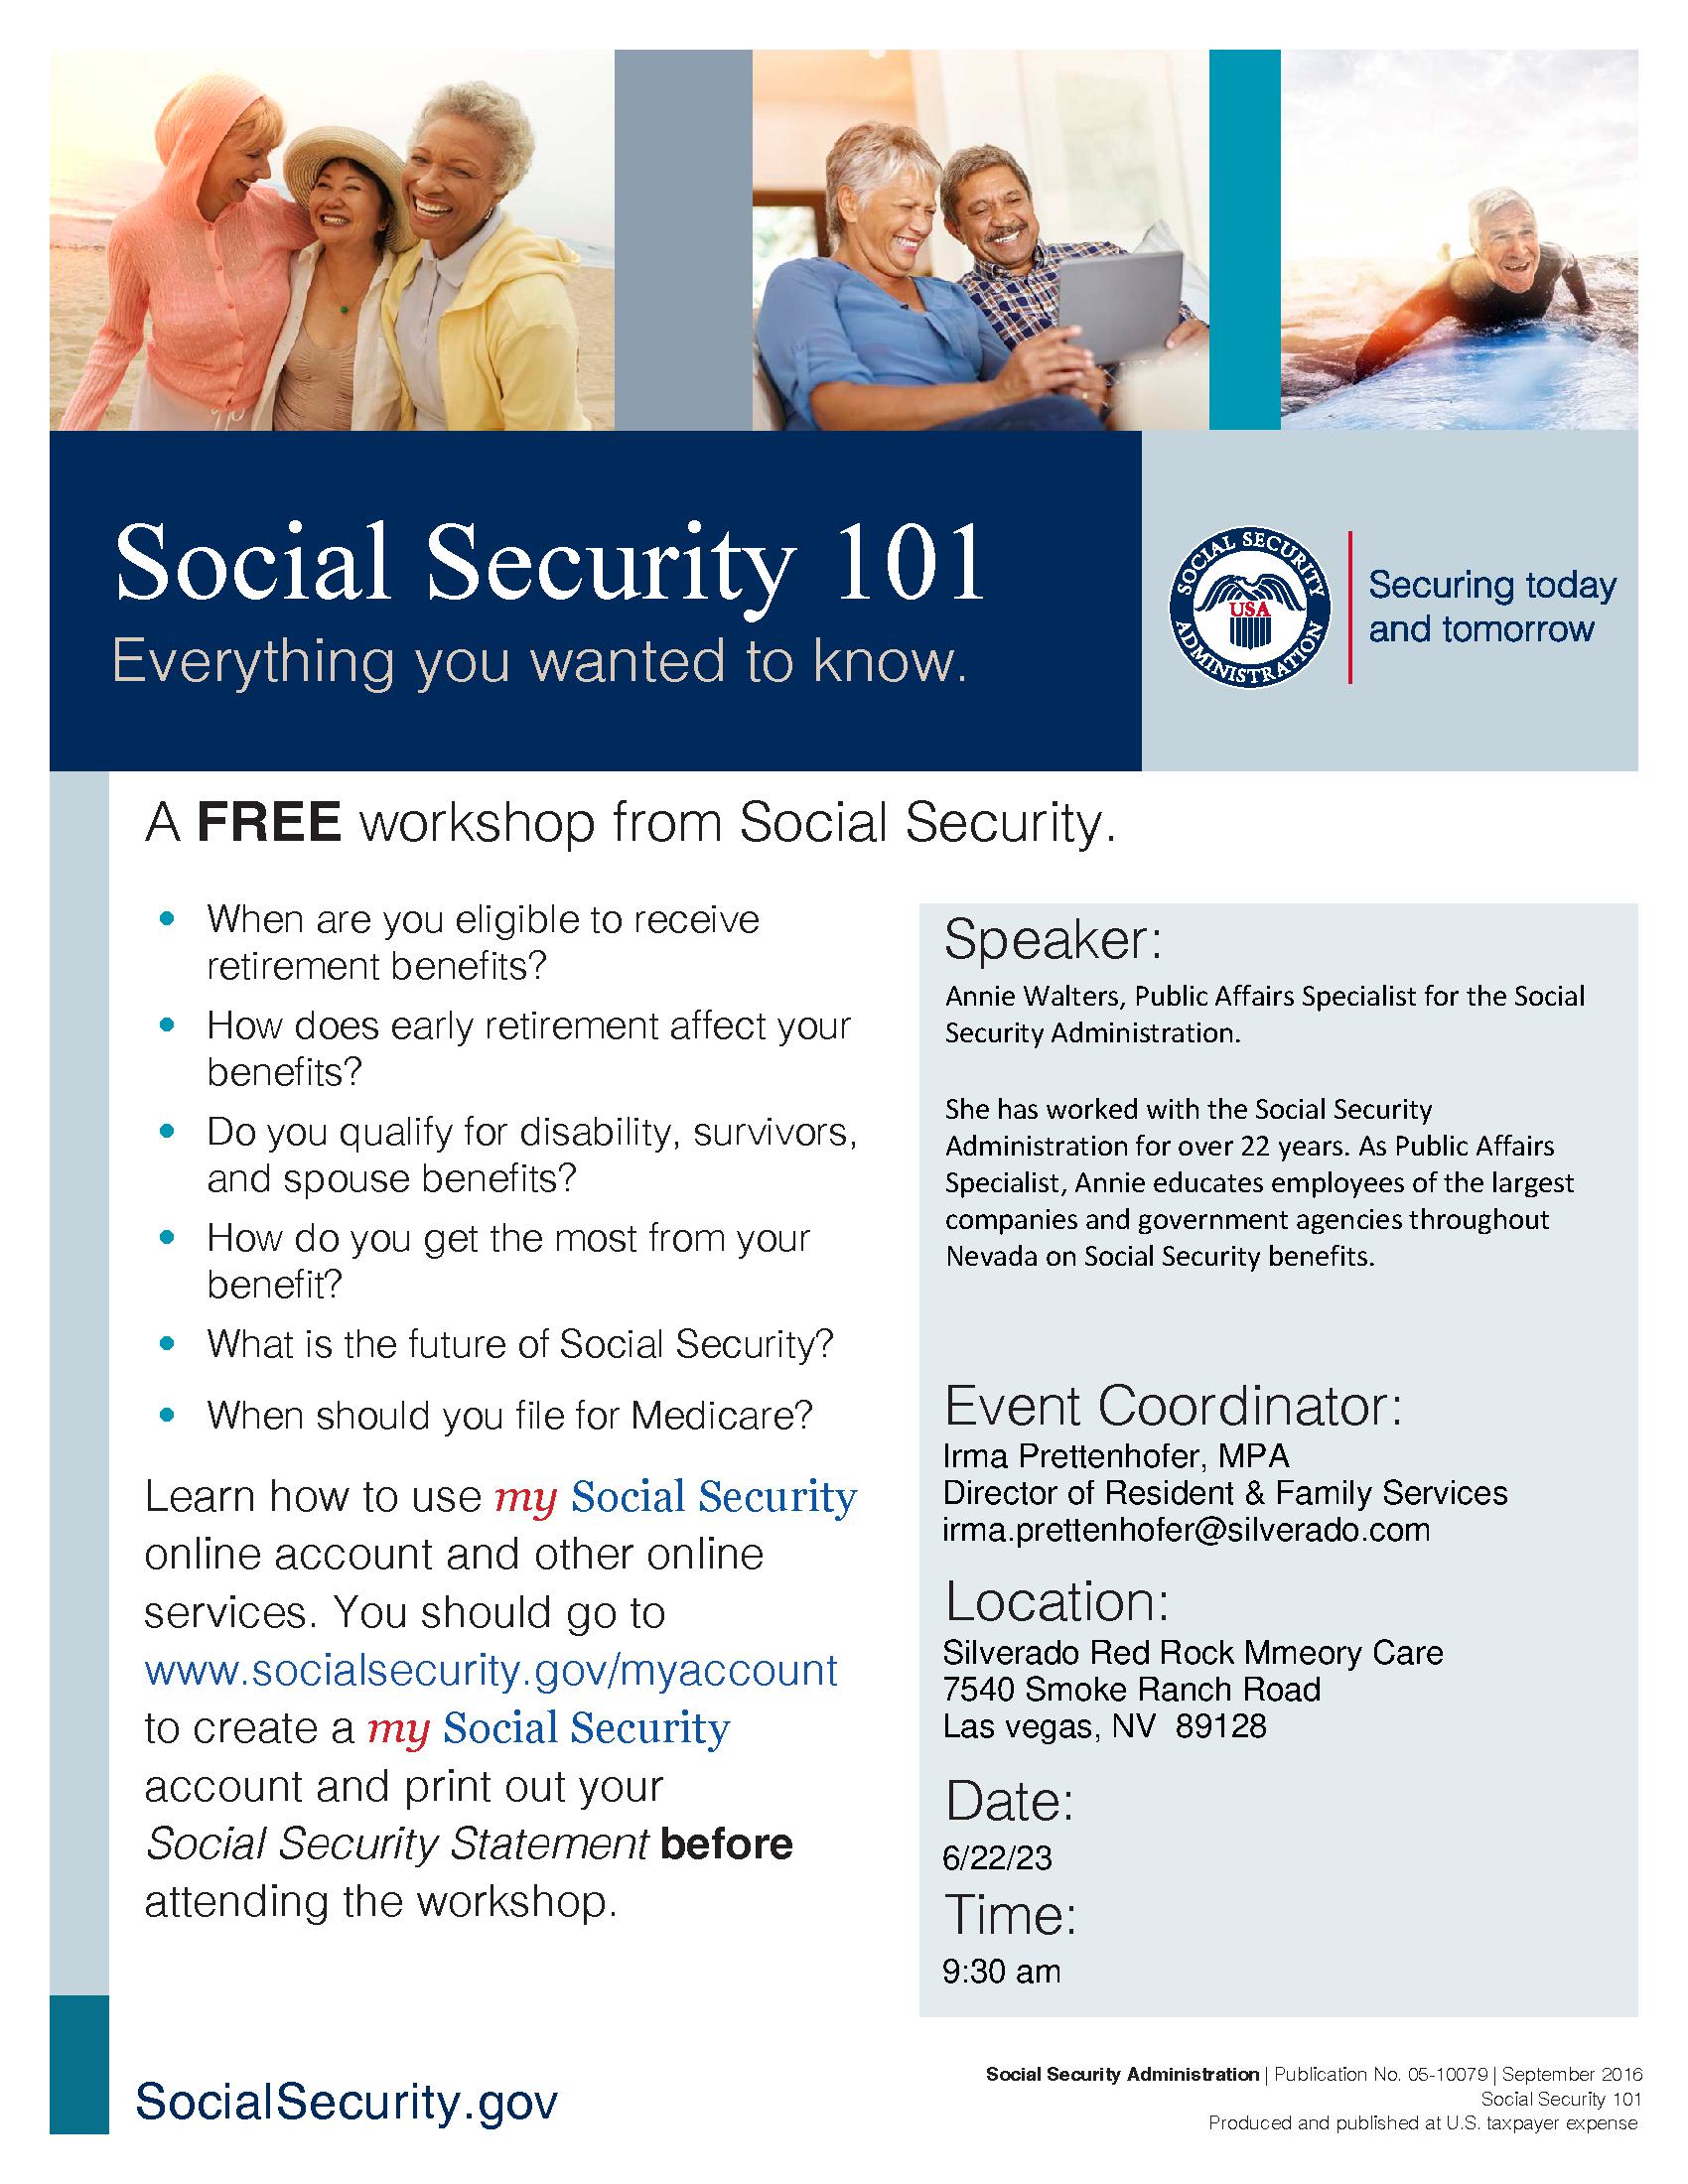 Social Security 101
Everything you wanted to know.
SOCIAL SECURITY ADMINISTRATION
USA
Securing today
and tomorrow
A FREE workshop from Social Security.
• When are you eligible to receive
retirement benefits?
• How does early retirement affect your
benefits?
• Do you qualify for disability, survivors,
and spouse benefits?
• How do you get the most from your
benefit?
• What is the future of Social Security?
• When should you file for Medicare?
Learn how to use my Social Security
online account and other online
services. You should go to
www.socialsecurity.gov/myaccount
to create a my Social Security
account and print out your
Social Security Statement before
attending the workshop.
Speaker:
Annie Walters, Public Affairs Specialist for the Social
Security Administration.
She has worked with the Social Security
Administration for over 22 years. As Public Affairs
Specialist, Annie educates employees of the largest
companies and government agencies throughout
Nevada on Social Security benefits.
Event Coordinator:
Irma Prettenhofer, MPA
Director of Resident & Family Services
irma.prettenhofer@silverado.com
Location:
Silverado Red Rock Mmeory Care
7540 Smoke Ranch Road
Las vegas, NV  89128
Date:
6/22/23
Time:
9:30 am
SocialSecurity.gov
Social Security Administration | Publication No. 05-10079 | September 2016
Social Security 101
Produced and published at U.S. taxpayer expense